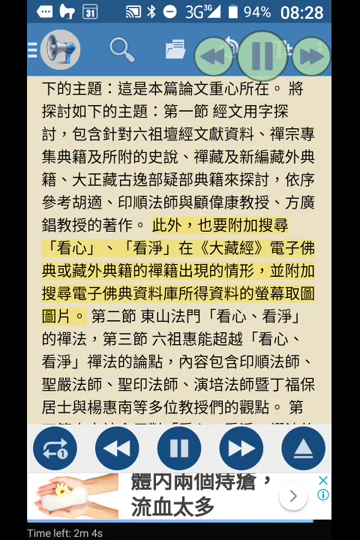 3G 94% 08:28
下的主題：這是本篇論文重心所在。 將
探討如下的主題：第一節 經文用字探
討，包含針對六祖壇經文獻資料、禪宗專
集典籍及所附的史說、禪藏及新編藏外典
籍、大正藏古逸部疑部典籍來探討，依序
參考胡適、印順法師與顧偉康教授、方廣
錩教授的著作。 此外，也要附加搜尋
「看心」、「看淨」在《大藏經》電子佛
典或藏外典籍的禪籍出現的情形，並附加
搜尋電子佛典資料庫所得資料的螢幕取圖
圖片。 第二節 東山法門「看心、看淨」
的禪法，第三節 六祖惠能超越「看心、
看淨」禪法的論點，內容包含印順法師、
聖嚴法師、聖印法師、演培法師暨丁福保
居士與楊惠南等多位教授們的觀點。 第
體內兩個痔瘡，
流血太多
Time left: 2m 4s